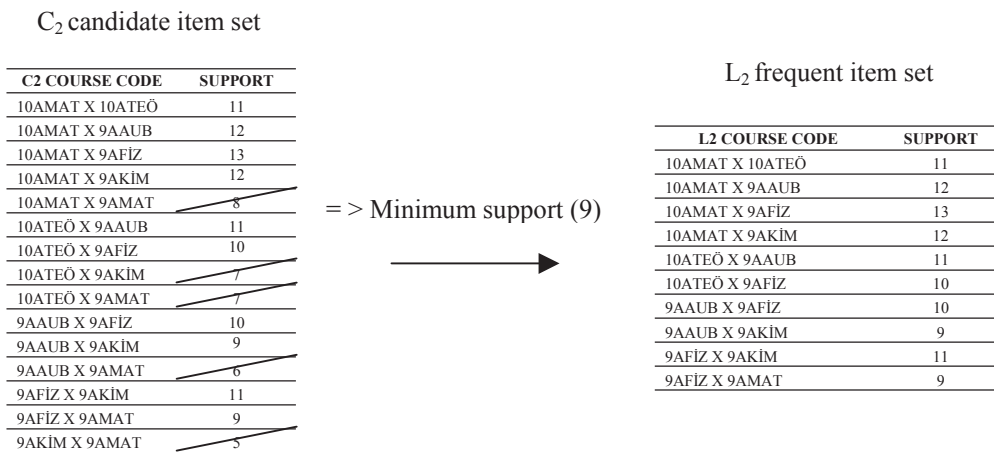 C2 candidate item set
C2 COURSE CODE SUPPORT
10AMAT X 10ATEÖ 11
10AMAT X 9AAUB 12
10AMAT X 9AFİZ 13
10AMAT X 9AKİM 12
10AMAT X 9AMAT 8
10ATEÖ X 9AAUB 11
10ATEÖ X 9AFİZ 10
10ATEÖ X 9AKİM 7
10ATEÖ X 9AMAT 7
9AAUB X 9AFİZ 10
9AAUB X 9AKİM 9
9AAUB X 9AMAT 6
9AFİZ X 9AKİM 11
9AFİZ X 9AMAT 9
9AKİM X 9AMAT 5
= > Minimum support (9)
L2 frequent item set
L2 COURSE CODE SUPPORT
10AMAT X 10ATEÖ 11
10AMAT X 9AAUB 12
10AMAT X 9AFİZ 13
10AMAT X 9AKİM 12
10ATEÖ X 9AAUB 11
10ATEÖ X 9AFİZ 10
9AAUB X 9AFİZ 10
9AAUB X 9AKİM 9
9AFİZ X 9AKİM 11
9AFİZ X 9AMAT 9